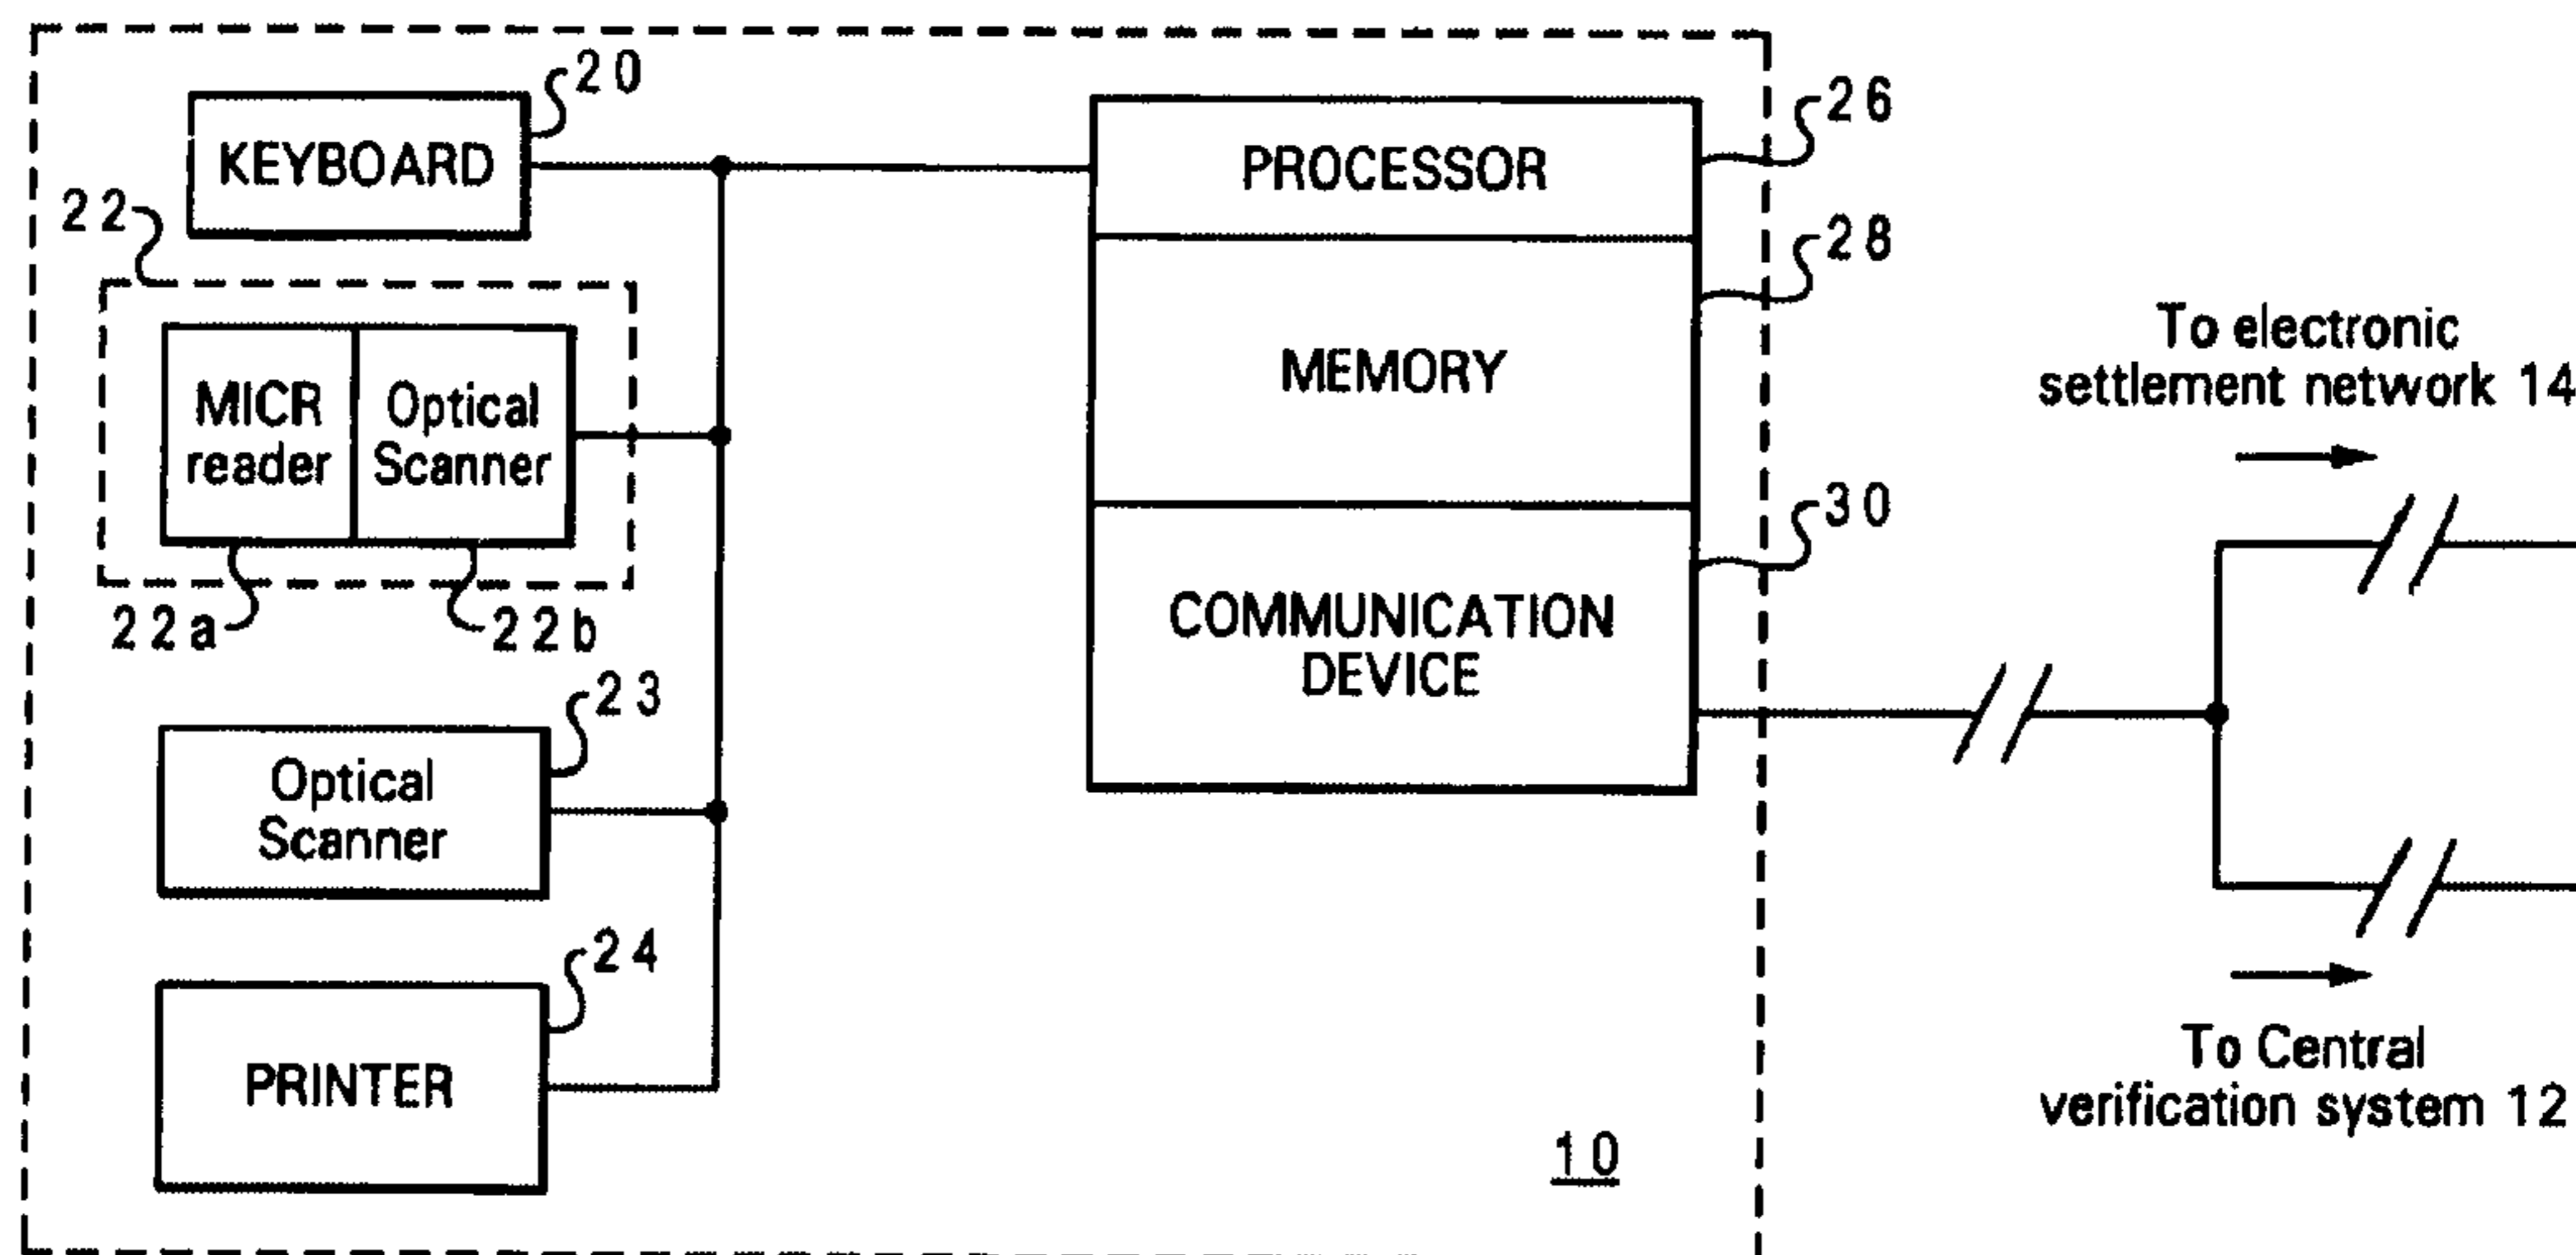 20
KEYBOARD
22
MICR
reader
Optical
Scanner
22a
22b
23
Optical
Scanner
24
PRINTER
26
PROCESSOR
28
MEMORY
30
COMMUNICATION
DEVICE
10
To electronic
settlement network 14
To Central
verification system 12